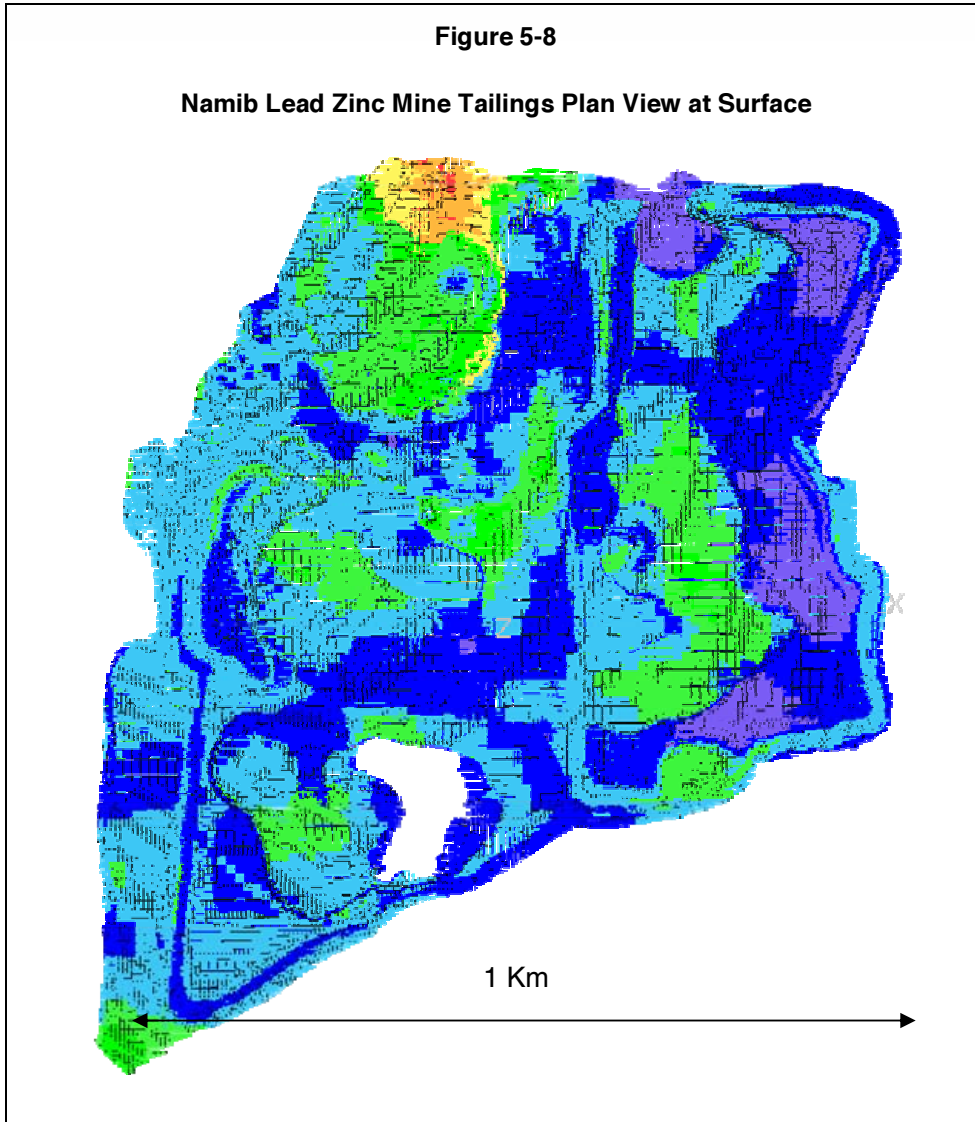 Figure 5-8
Namib Lead Zinc Mine Tailings Plan View at Surface
X
Z
1 Km